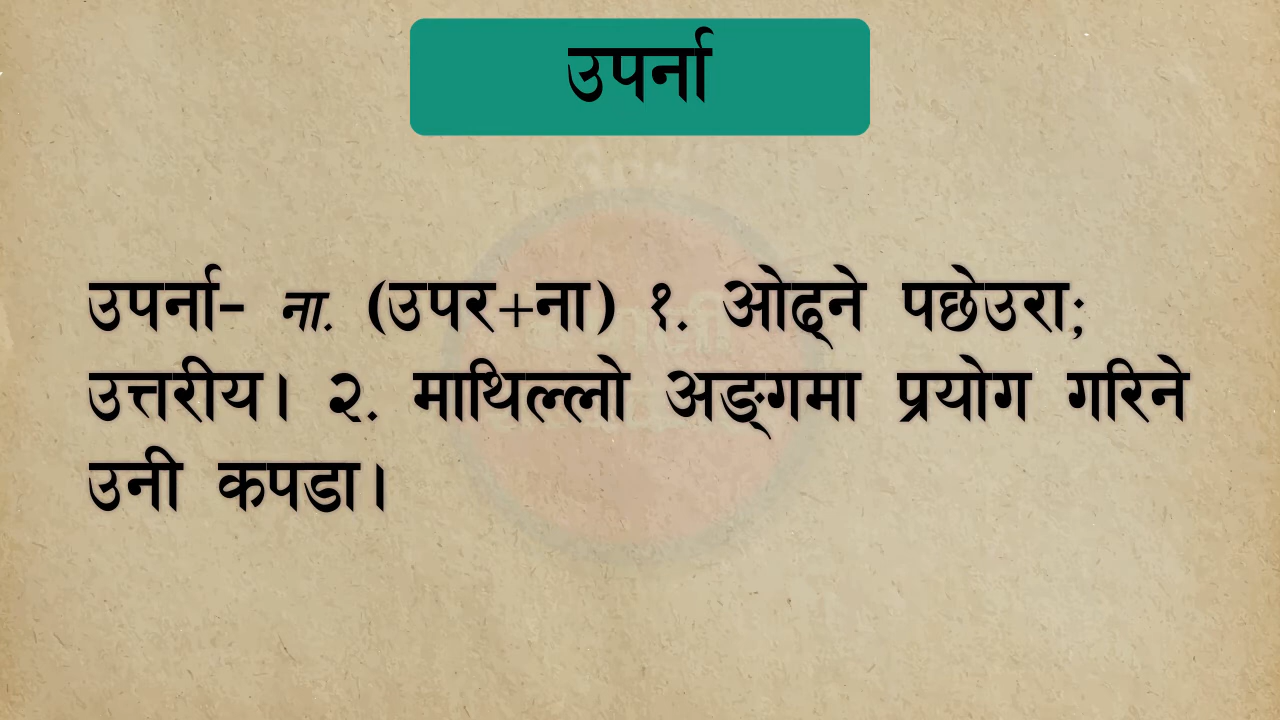 उपर्ना
उपर्ना- ना. (उपर+ना) १. ओढ्ने पछेउरा;
उत्तरीय। २. माथिल्लो अङ्गमा प्रयोग गरिने
उनी कपडा।